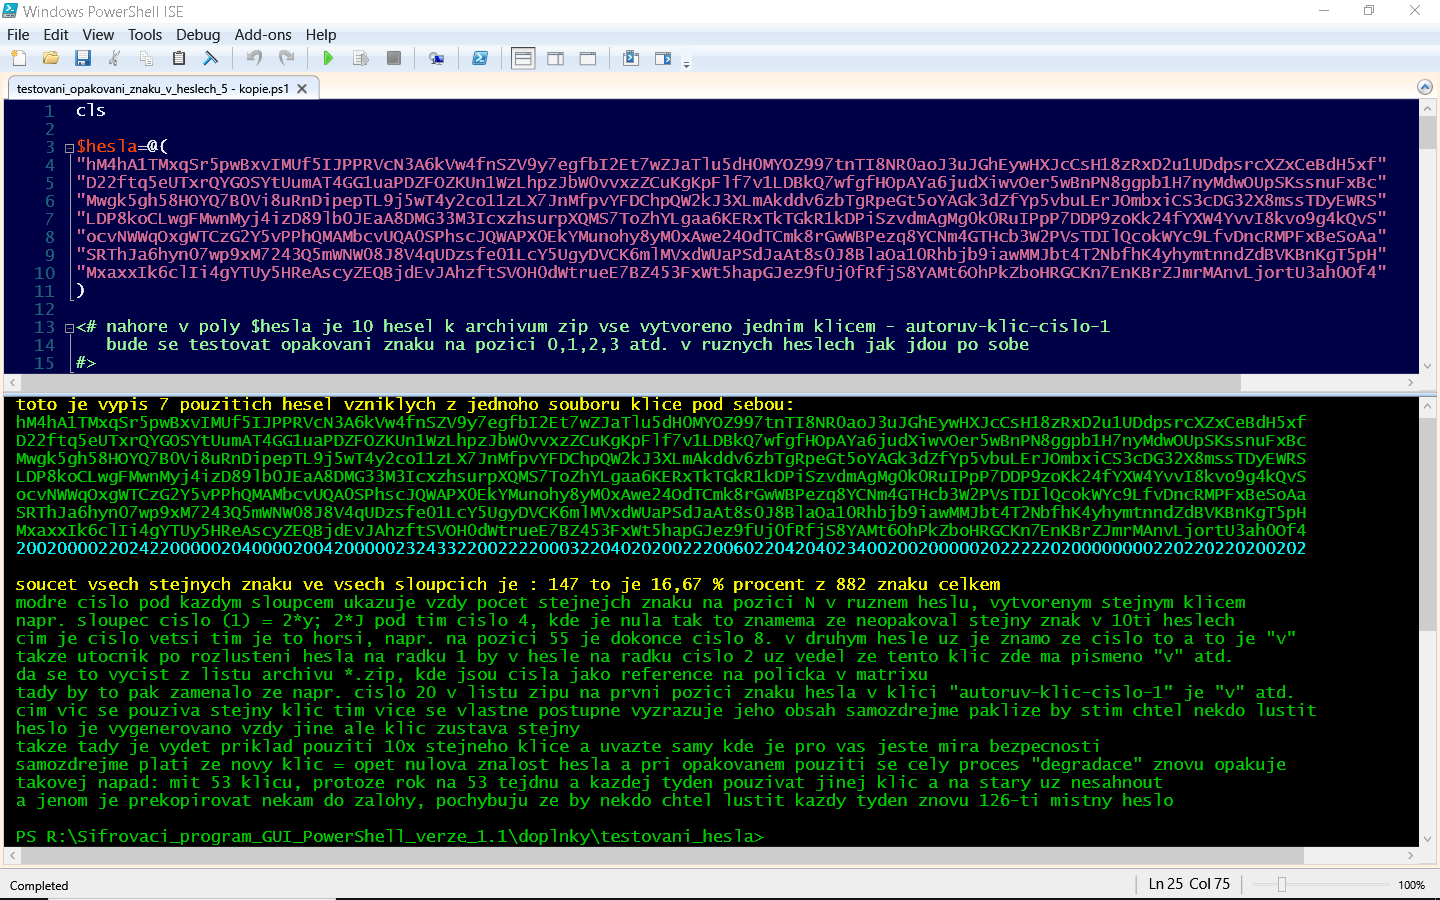 Windows PowerShell ISE
File Edit View Tools Debug Add-ons Help
testovani_opakovani_znaku_v_heslech_5 - kopie.ps1
1 cls
2
3 $hesla=@(
4 "hM4hA1TMxqSr5pwBxvIMUf5IJPPRVcN3A6kVw4fnSZV9y7egfbI2Et7wZJaTlu5dHOMYOZ997tnTI8NR0aoJ3uJGhEywHXJcCsH18zRxD2u1UDdpsrcXZxCeBdH5xf"
5 "D22ftq5eUTxrQYGOSYtUumAT4GG1uaPDZFOZKUn1WzLhpzJbW0vvxzZCuKgKpFlf7v1LDBkQ7wfgfHOpAYa6judXiwvOer5wBnPN8ggpb1H7nyMdwOUpSKssnuFxBc"
6 "Mwgk5gh58HOYQ7B0Vi8uRnDipepTL9j5wT4y2co11zLX7JnMfpvYFDChpQW2kJ3XLmAkddv6zbTgRpeGt5oYAGk3dZfYp5vbuLErJOmbxiCS3cDG32X8mssTDyEWRS"
7 "LDP8koCLwgFMwnMyj4izD89lb0JEaA8DMG33M3IcxzhsurpXQMS7ToZhYLgaa6KERxTkTGkR1kDPiSzvdmAgMg0k0RuIPpP7DDP9zoKk24fYXW4YvvI8kvo9g4kQvS"
8 "ocvNWWqOxgWTCzG2Y5vPPhQMAMbcvUQA0SPhscJQWAPX0EkYMunohy8yMOxAwe24OdTCmk8rGwWBPezq8YCNm4GTHcb3W2PVsTDIlQcokWYc9LfvDncRMPFxBeSoAa"
9 "SRThJa6hyn07wp9xM7243Q5mWNWO8J8V4qUDzsfe01LcY5UgyDVCK6mlMVxdWUaPSdJaAt8s0J8BlaOa10Rhbjb9iawMMJbt4T2NbfhK4yhymtnndZdBVKBnKgT5pH"
10 "MxaxxIk6clIi4gYTUy5HReAscyZEQBjdEvJAhzftSVOH0dWtrueE7BZ453FxWt5hapGJez9fUjOfRfjS8YAMt6OhPkZboHRGCKn7EnKBrZJmrMAnvLjortU3ah0Of4"
11 )
12
13 <# nahore v poly $hesla je 10 hesel k archivum zip vse vytvoreno jednim klicem - autoruv-klic-cislo-1
14 bude se testovat opakovani znaku na pozici 0,1,2,3 atd. v ruznych heslech jak jdou po sobe
15 #>
toto je vypis 7 pouzitich hesel vzniklych z jednoho souboru klice pod sebou:
hM4hA1TMxqSr5pwBxvIMUf5IJPPRVcN3A6kVw4fnSZV9y7egfbI2Et7wZJaTlu5dHOMYOZ997tnTI8NR0aoJ3uJGhEywHXJcCsH18zRxD2u1UDdpsrcXZxCeBdH5xf
D22ftq5eUTxrQYGOSYtUumAT4GG1uaPDZFOZKUn1WzLhpzJbW0vvxzZCuKgKpFlf7v1LDBkQ7wfgfHOpAYa6judXiwvOer5wBnPN8ggpb1H7nyMdwOUpSKssnuFxBc
Mwgk5gh58HOYQ7B0Vi8uRnDipepTL9j5wT4y2co11zLX7JnMfpvYFDChpQW2kJ3XLmAkddv6zbTgRpeGt5oYAGk3dZfYp5vbuLErJOmbxiCS3cDG32X8mssTDyEWRS
LDP8koCLwgFMwnMyj4izD89lb0JEaA8DMG33M3IcxzhsurpXQMS7ToZhYLgaa6KERxTkTGkR1kDPiSzvdmAgMg0k0RuIPpP7DDP9zoKk24fYXW4YvvI8kvo9g4kQvS
ocvNWWqOxgWTCzG2Y5vPPhQMAMbcvUQA0SPhscJQWAPX0EkYMunohy8yMOxAwe24OdTCmk8rGwWBPezq8YCNm4GTHcb3W2PVsTDIlQcokWYc9LfvDncRMPFxBeSoAa
SRThJa6hyn07wp9xM7243Q5mWNWO8J8V4qUDzsfe01LcY5UgyDVCK6mlMVxdWUaPSdJaAt8s0J8BlaOa10Rhbjb9iawMMJbt4T2NbfhK4yhymtnndZdBVKBnKgT5pH
MxaxxIk6clIi4gYTUy5HReAscyZEQBjdEvJAhzftSVOH0dWtrueE7BZ453FxWt5hapGJez9fUjOfRfjS8YAMt6OhPkZboHRGCKn7EnKBrZJmrMAnvLjortU3ah0Of4
200200002202422000002040000200420000023243322002222000322040202002220060220420402340020020000020222220200000000220220220200202
soucet vsech stejnych znaku ve vsech sloupcich je : 147 to je 16,67 % procent z 882 znaku celkem
modre cislo pod kazdym sloupcem ukazuje vzdy pocet stejnejch znaku na pozici N v ruznem heslu, vytvorenym stejnym klicem
napr. sloupec cislo (1) = 2*y; 2*J pod tim cislo 4, kde je nula tak to znamema ze neopakoval stejny znak v 10ti heslech
cim je cislo vetsi tim je to horsi, napr. na pozici 55 je dokonce cislo 8. v druhym hesle uz je znamo ze cislo to a to je "v"
takze utocnik po rozlusteni hesla na radku 1 by v hesle na radku cislo 2 uz vedel ze tento klic zde ma pismeno "v" atd.
da se to vycist z listu archivu *.zip, kde jsou cisla jako reference na policka v matrixu
tady by to pak zamenalo ze napr. cislo 20 v listu zipu na prvni pozici znaku hesla v klici "autoruv-klic-cislo-1" je "v" atd.
cim vic se pouziva stejny klic tim vice se vlastne postupne vyzrazuje jeho obsah samozdrejme paklize by stim chtel nekdo lustit
heslo je vygenerovano vzdy jine ale klic zustava stejny
takze tady je vydet priklad pouziti 10x stejneho klice a uvazte samy kde je pro vas jeste mira bezpecnosti
samozdrejme plati ze novy klic = opet nulova znalost hesla a pri opakovanem pouziti se cely proces "degradace" znovu opakuje
takovej napad: mit 53 klicu, protoze rok na 53 tejdnu a kazdej tyden pouzivat jinej klic a na stary uz nesahnout
a jenom je prekopirovat nekam do zalohy, pochybuju ze by nekdo chtel lustit kazdy tyden znovu 126-ti mistny heslo
PS R:\Sifrovaci_program_GUI_PowerShell_verze_1.1\doplnky\testovani_hesla>
Completed
Ln 25 Col 75
100%